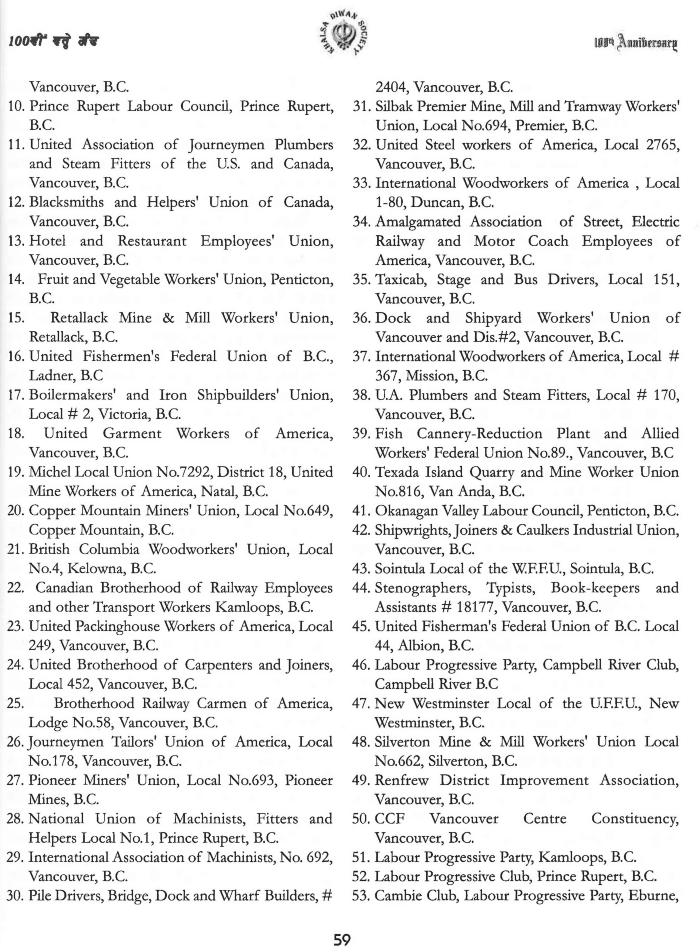 100ਵੀਂ ਵਰ੍ਹੇ ਗੰਢ
KHALSA DIWAN SOCIETY
100th Anniversary
Vancouver, B.C.
10. Prince Rupert Labour Council, Prince Rupert,
B.C.
11. United Association of Journeymen Plumbers
and Steam Fitters of the U.S. and Canada,
Vancouver, B.C.
12. Blacksmiths and Helpers' Union of Canada,
Vancouver, B.C.
13. Hotel and Restaurant Employees' Union,
Vancouver, B.C.
14. Fruit and Vegetable Workers' Union, Penticton,
B.C.
15. Retallack Mine & Mill Workers' Union,
Retallack, B.C.
16. United Fishermen's Federal Union of B.C.,
Ladner, B.C
17. Boilermakers' and Iron Shipbuilders' Union,
Local # 2, Victoria, B.C.
18. United Garment Workers of America,
Vancouver, B.C.
19. Michel Local Union No.7292, District 18, United
Mine Workers of America, Natal, B.C.
20. Copper Mountain Miners' Union, Local No.649,
Copper Mountain, B.C.
21. British Columbia Woodworkers' Union, Local
No.4, Kelowna, B.C.
22. Canadian Brotherhood of Railway Employees
and other Transport Workers Kamloops, B.C.
23. United Packinghouse Workers of America, Local
249, Vancouver, B.C.
24. United Brotherhood of Carpenters and Joiners,
Local 452, Vancouver, B.C.
25. Brotherhood Railway Carmen of America,
Lodge No.58, Vancouver, B.C.
26. Journeymen Tailors' Union of America, Local
No.178, Vancouver, B.C.
27. Pioneer Miners' Union, Local No.693, Pioneer
Mines, B.C.
28. National Union of Machinists, Fitters and
Helpers Local No.1, Prince Rupert, B.C.
29. International Association of Machinists, No. 692,
Vancouver, B.C.
30. Pile Drivers, Bridge, Dock and Wharf Builders, #
2404, Vancouver, B.C.
31. Silbak Premier Mine, Mill and Tramway Workers'
Union, Local No.694, Premier, B.C.
32. United Steel workers of America, Local 2765,
Vancouver, B.C.
33. International Woodworkers of America , Local
1-80, Duncan, B.C.
34. Amalgamated Association of Street, Electric
Railway and Motor Coach Employees of
America, Vancouver, B.C.
35. Taxicab, Stage and Bus Drivers, Local 151,
Vancouver, B.C.
36. Dock and Shipyard Workers' Union of
Vancouver and Dis.#2, Vancouver, B.C.
37. International Woodworkers of America, Local #
367, Mission, B.C.
38. U.A. Plumbers and Steam Fitters, Local # 170,
Vancouver, B.C.
39. Fish Cannery-Reduction Plant and Allied
Workers' Federal Union No.89., Vancouver, B.C
40. Texada Island Quarry and Mine Worker Union
No.816, Van Anda, B.C.
41. Okanagan Valley Labour Council, Penticton, B.C.
42. Shipwrights, Joiners & Caulkers Industrial Union,
Vancouver, B.C.
43. Sointula Local of the W.F.F.U., Sointula, B.C.
44. Stenographers, Typists, Book-keepers and
Assistants # 18177, Vancouver, B.C.
45. United Fisherman's Federal Union of B.C. Local
44, Albion, B.C.
46. Labour Progressive Party, Campbell River Club,
Campbell River B.C
47. New Westminster Local of the U.F.F.U., New
Westminster, B.C.
48. Silverton Mine & Mill Workers' Union Local
No.662, Silverton, B.C.
49. Renfrew District Improvement Association,
Vancouver, B.C.
50. CCF Vancouver Centre Constituency,
Vancouver, B.C.
51. Labour Progressive Party, Kamloops, B.C.
52. Labour Progressive Club, Prince Rupert, B.C.
53. Cambie Club, Labour Progressive Party, Eburne,
59